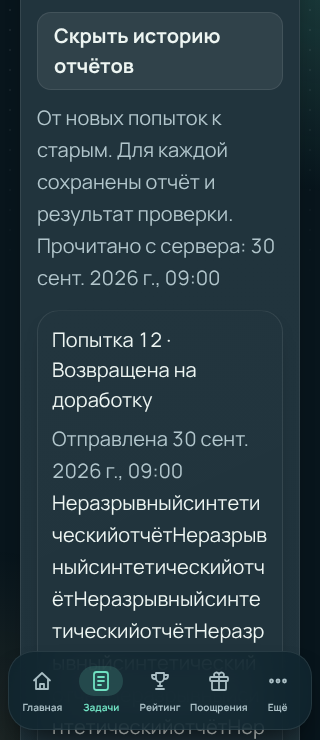 Скрыть историю
отчётов
От новых попыток к
старым. Для каждой
сохранены отчёт и
результат проверки.
Прочитано с сервера: 30
сент. 2026 г., 09:00
Попытка 12 ·
Возвращена на
доработку
Отправлена 30 сент.
2026 г., 09:00
Неразрывныйсинтети
ческийотчётНеразрыв
ныйсинтетическийотч
ётНеразрывныйсинте
тическийотчётНеразр
ывныйсинтетический
Главная
Задачи
Рейтинг
Поощрения
Ещё
нтетическийотчётНер